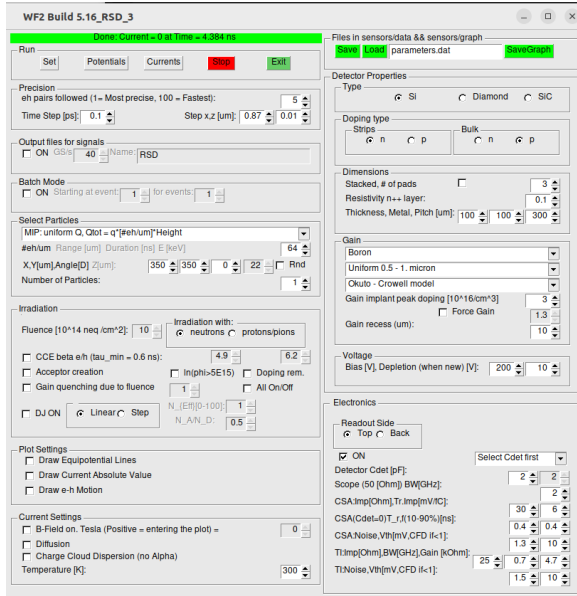 WF2 Build 5.16_RSD_3
Done: Current = 0 at Time = 4.384 ns
Run
Set Potentials Currents Stop Exit
Precision
eh pairs followed (1= Most precise, 100 = Fastest): 5
Time Step [ps]: 0.1 Step x,z [um]: 0.87 0.01
Output files for signals
ON GS/s 40 Name: RSD
Batch Mode
ON Starting at event: 1 for events: 1
Select Particles
MIP: uniform Q, Qtot = q*[#eh/um]*Height
#eh/um Range [um] Duration [ns] E [keV] 64
X,Y[um],Angle[D] Z[um]: 350 350 0 22 Rnd
Number of Particles: 1
Irradiation
Fluence [10^14 neq /cm^2]: 10
Irradiation with:
neutrons protons/pions
CCE beta e/h (tau_min = 0.6 ns): 4.9 6.2
Acceptor creation ln(phi>5E15) Doping rem.
Gain quenching due to fluence 1 All On/Off
DJ ON Linear Step
N_{Eff}[0-100]: 1
N_A/N_D: 0.5
Plot Settings
Draw Equipotential Lines
Draw Current Absolute Value
Draw e-h Motion
Current Settings
B-Field on. Tesla (Positive = entering the plot) = 0
Diffusion
Charge Cloud Dispersion (no Alpha)
Temperature [K]: 300
Files in sensors/data && sensors/graph
Save Load parameters.dat SaveGraph
Detector Properties
Type
Si Diamond SiC
Doping type
Strips Bulk
n p n p
Dimensions
Stacked, # of pads 3
Resistivity n++ layer: 0.1
Thickness, Metal, Pitch [um]: 100 100 300
Gain
Boron
Uniform 0.5 - 1. micron
Okuto - Crowell model
Gain implant peak doping [10^16/cm^3] 3
Force Gain 1.3
Gain recess (um): 10
Voltage
Bias [V], Depletion (when new) [V]: 200 10
Electronics
Readout Side
Top Back
ON Select Cdet first
Detector Cdet [pF]: 2 2
Scope (50 [Ohm]) BW[GHz]: 2
CSA:Imp[Ohm],Tr.Imp[mV/fC]: 30 6
CSA(Cdet=0)T_r,f(10-90%)[ns]: 0.4 0.4
CSA:Noise,Vth[mV,CFD if<1]: 1.3 10
TI:Imp[Ohm],BW[GHz],Gain [kOhm]: 25 0.7 4.7
TI:Noise,Vth[mV,CFD if<1]: 1.5 10